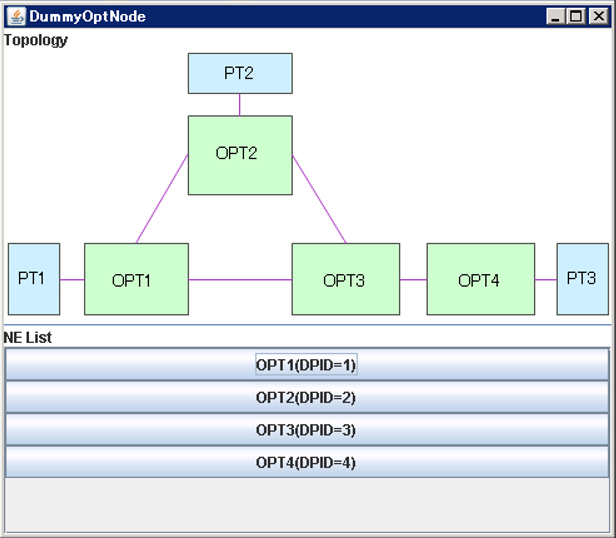 DummyOptNode
Topology
PT2
OPT2
PT1
OPT1
OPT3
OPT4
PT3
NE List
OPT1(DPID=1)
OPT2(DPID=2)
OPT3(DPID=3)
OPT4(DPID=4)